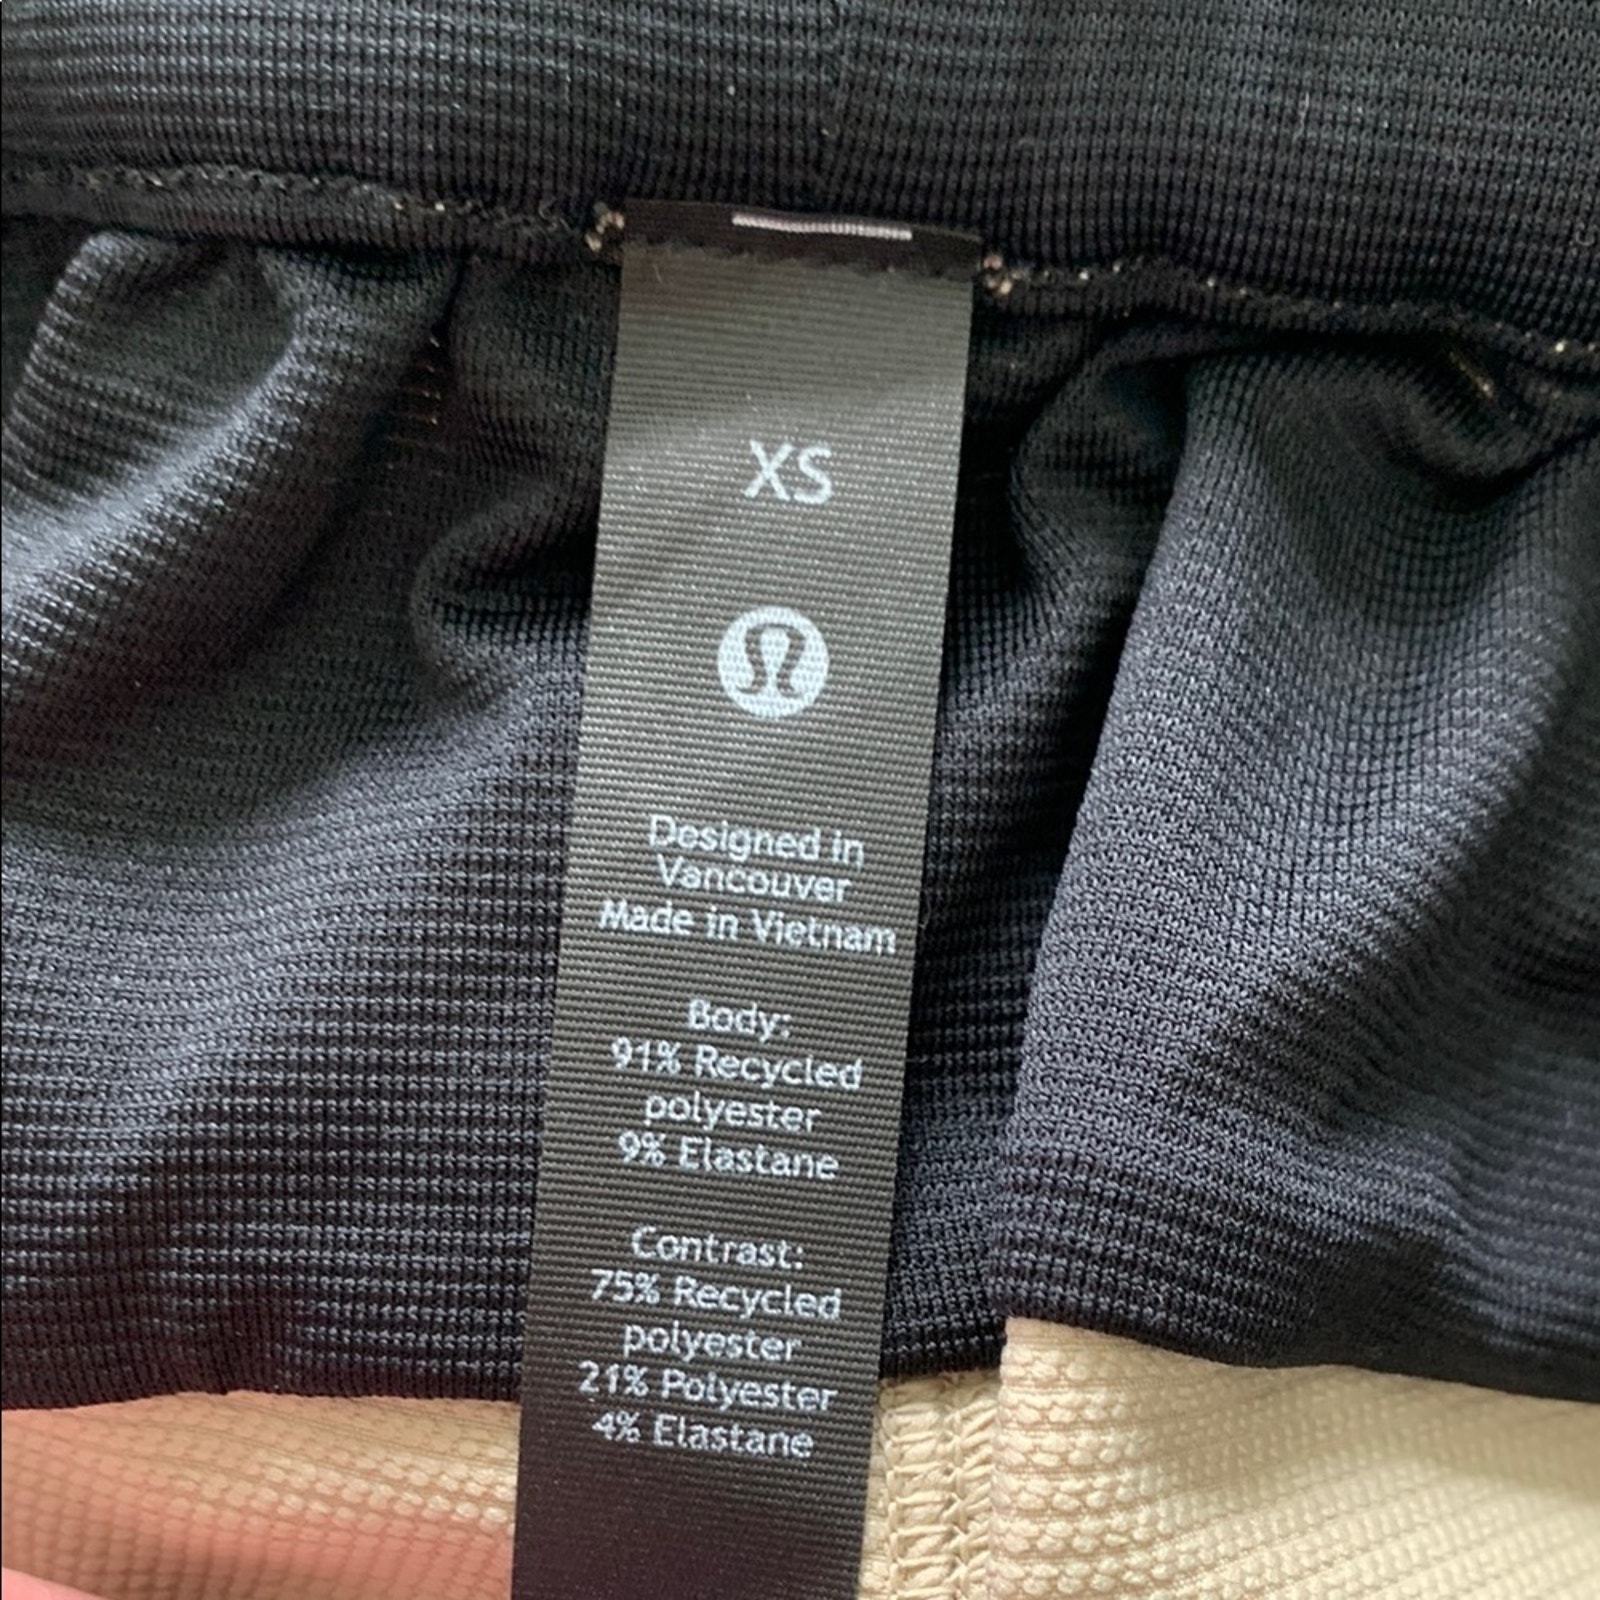 XS
Designed in
Vancouver
Made in Vietnam
Body:
91% Recycled
polyester
9% Elastane
Contrast:
75% Recycled
polyester
21% Polyester
4% Elastane